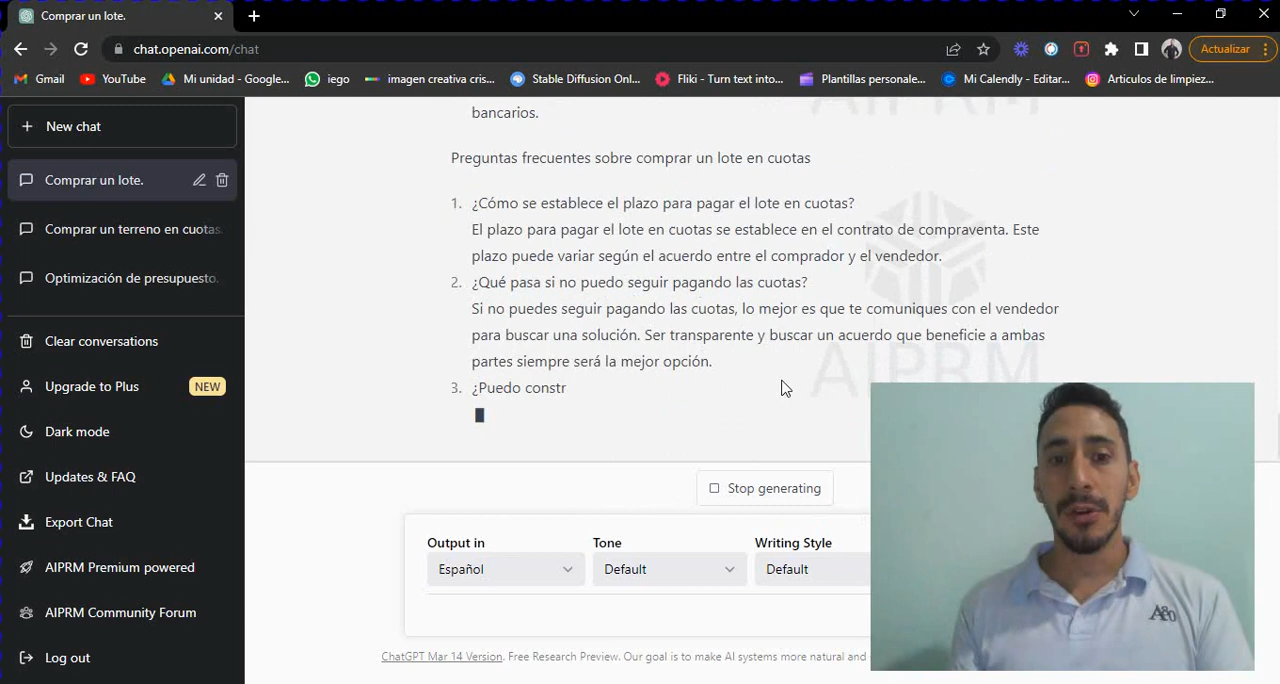 Comprar un lote.
chat.openai.com/chat
Actualizar
Gmail
YouTube
Mi unidad - Google...
iego
imagen creativa cris...
Stable Diffusion Onl...
Fliki - Turn text into...
Plantillas personale...
Mi Calendly - Editar...
Articulos de limpiez...
New chat
Comprar un lote.
Comprar un terreno en cuotas
Optimización de presupuesto.
Clear conversations
Upgrade to Plus NEW
Dark mode
Updates & FAQ
Export Chat
AIPRM Premium powered
AIPRM Community Forum
Log out
AIPRM
bancarios.
Preguntas frecuentes sobre comprar un lote en cuotas
1. ¿Cómo se establece el plazo para pagar el lote en cuotas?
El plazo para pagar el lote en cuotas se establece en el contrato de compraventa. Este
plazo puede variar según el acuerdo entre el comprador y el vendedor.
2. ¿Qué pasa si no puedo seguir pagando las cuotas?
Si no puedes seguir pagando las cuotas, lo mejor es que te comuniques con el vendedor
para buscar una solución. Ser transparente y buscar un acuerdo que beneficie a ambas
partes siempre será la mejor opción.
AIPRM
3. ¿Puedo constr
Stop generating
Output in
Español
Tone
Default
Writing Style
Default
ChatGPT Mar 14 Version. Free Research Preview. Our goal is to make AI systems more natural and